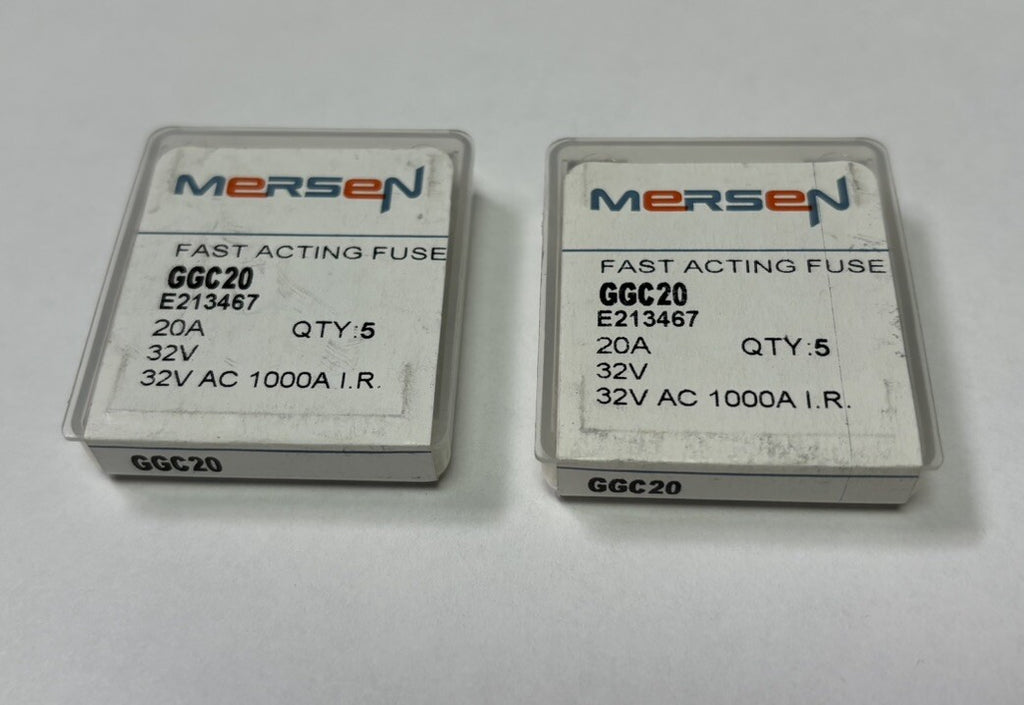 MERSEN
FAST ACTING FUSE
GGC20
E213467
20A QTY:5
32V
32V AC 1000A I.R.
GGC20
MERSEN
FAST ACTING FUSE
GGC20
E213467
20A QTY:5
32V
32V AC 1000A I.R.
GGC20